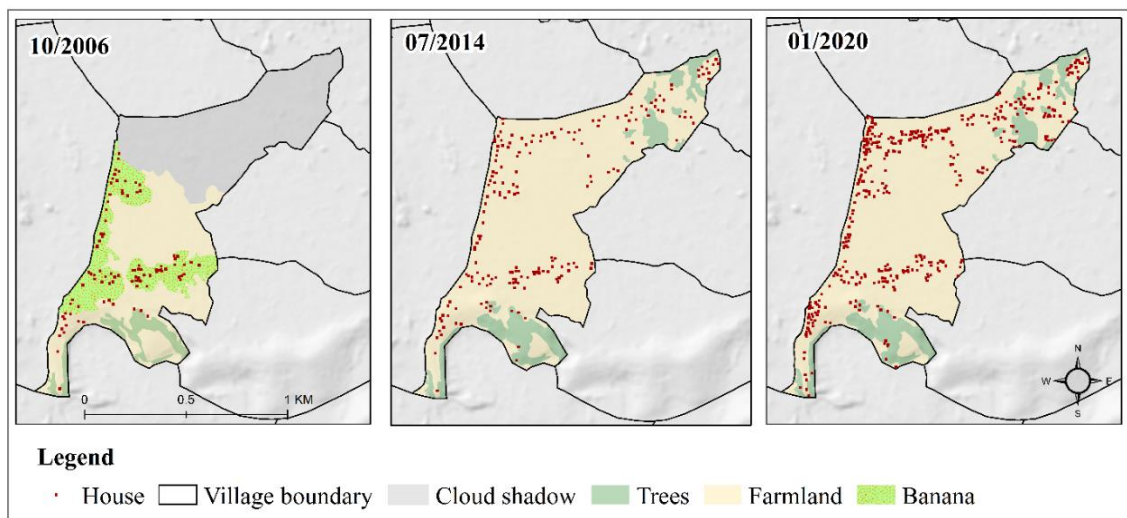 10/2006
07/2014
01/2020
N
W E
S
0 0.5 1 KM
Legend
House Village boundary Cloud shadow Trees Farmland Banana